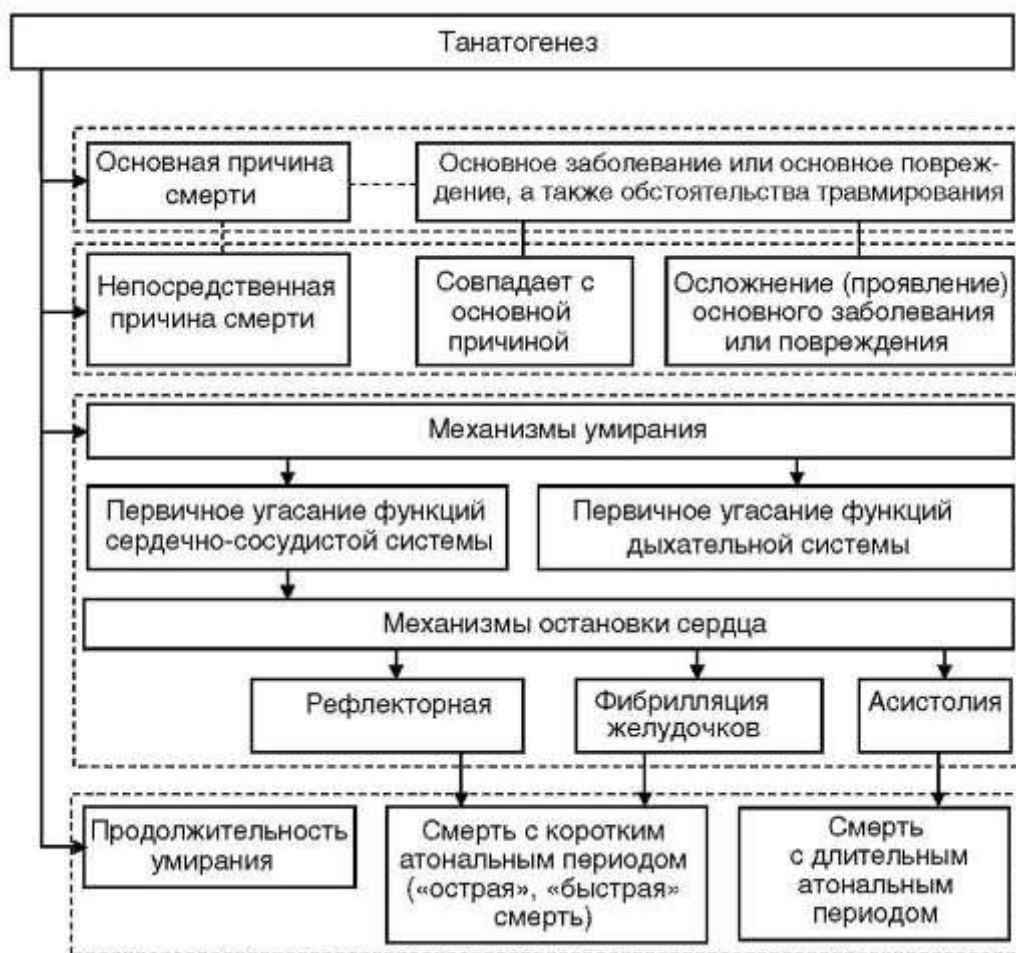 Танатогенез
Основная причина
смерти
Основное заболевание или основное повреж-
дение, а также обстоятельства травмирования
Непосредственная
причина смерти
Совпадает с
основной
причиной
Осложнение (проявление)
основного заболевания
или повреждения
Механизмы умирания
Первичное угасание функций
сердечно-сосудистой системы
Первичное угасание функций
дыхательной системы
Механизмы остановки сердца
Рефлекторная
Фибрилляция
желудочков
Асистолия
Продолжительность
умирания
Смерть с коротким
атональным периодом
(«острая», «быстрая»
смерть)
Смерть
с длительным
атональным
периодом